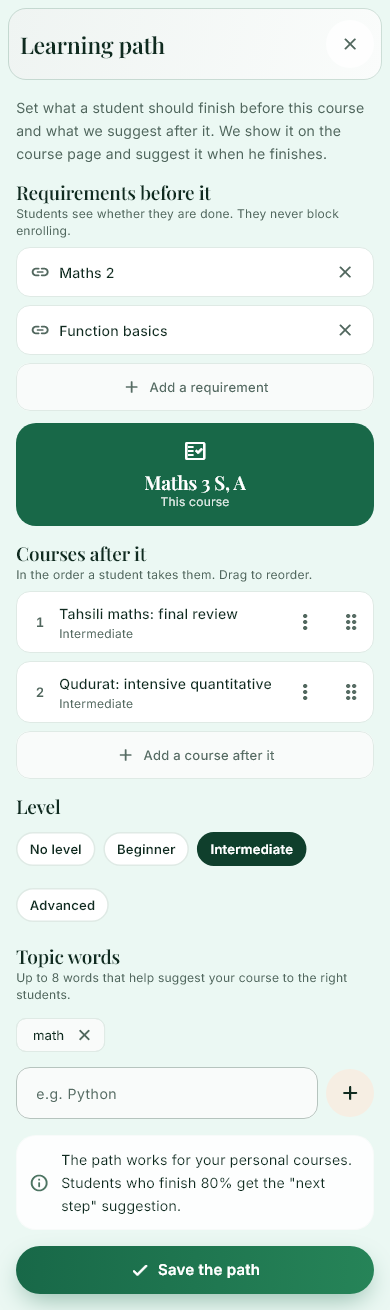 Learning path
Set what a student should finish before this course
and what we suggest after it. We show it on the
course page and suggest it when he finishes.
Requirements before it
Students see whether they are done. They never block
enrolling.
Maths 2
Function basics
Add a requirement
Maths 3 S, A
This course
Courses after it
In the order a student takes them. Drag to reorder.
1 Tahsili maths: final review
Intermediate
2 Qudurat: intensive quantitative
Intermediate
Add a course after it
Level
No level Beginner Intermediate
Advanced
Topic words
Up to 8 words that help suggest your course to the right
students.
math
e.g. Python
The path works for your personal courses.
Students who finish 80% get the "next
step" suggestion.
Save the path